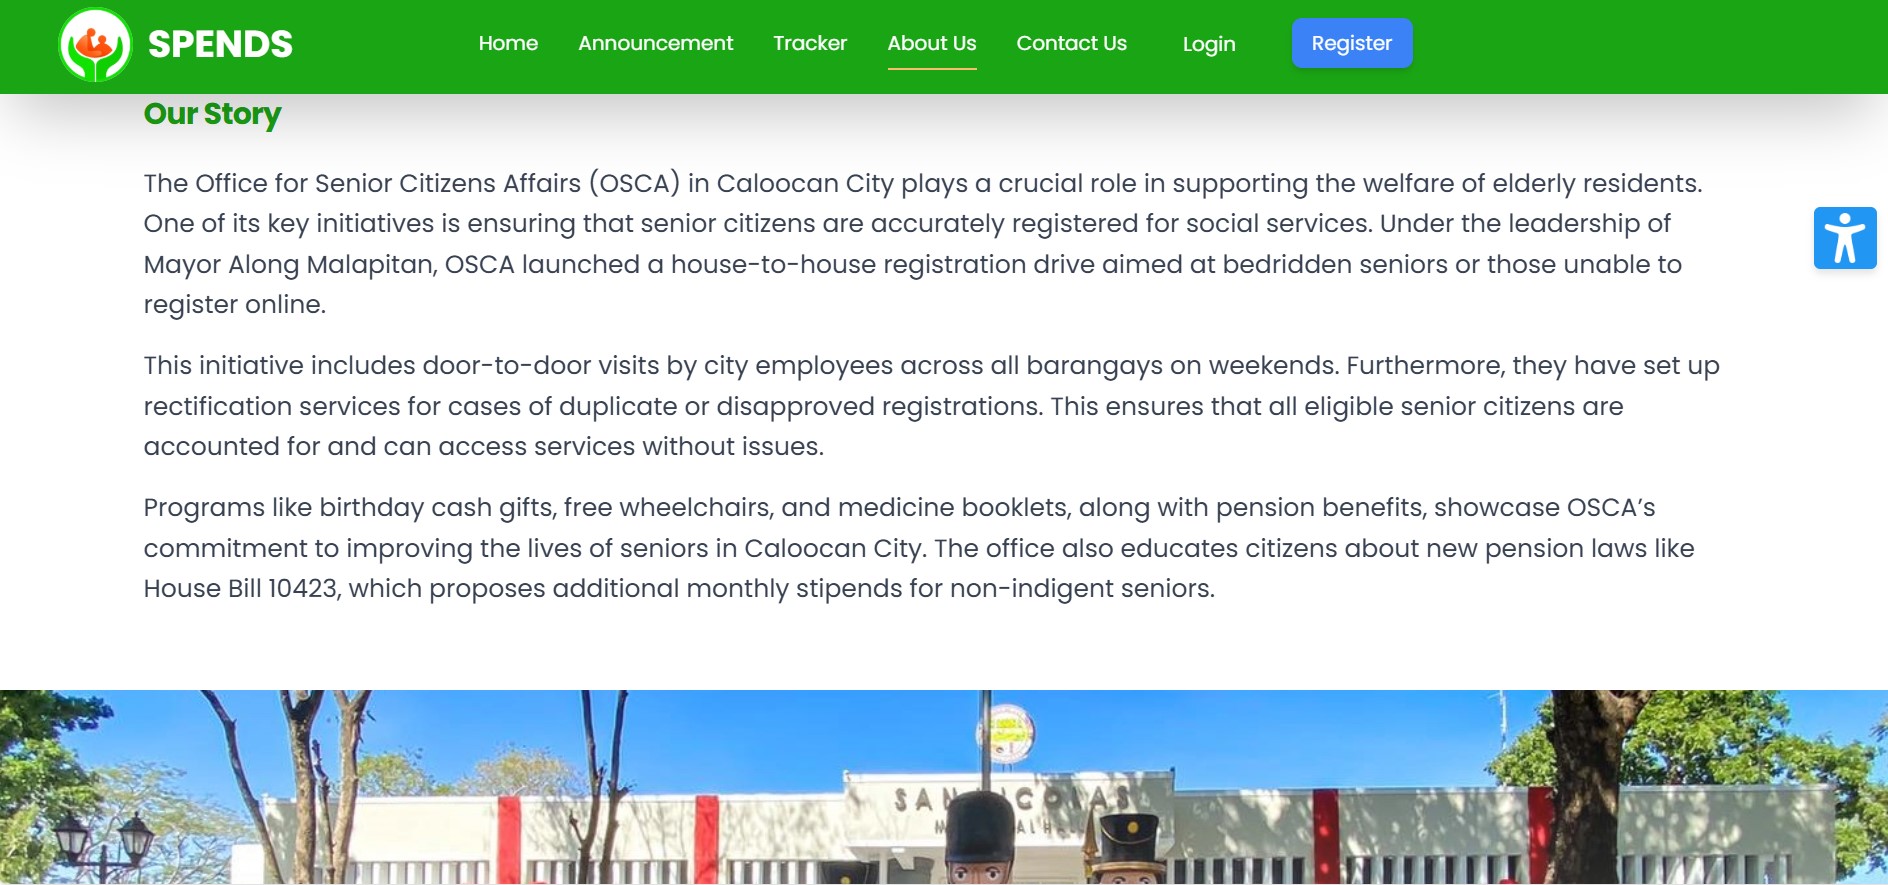 SPENDS
Home
Announcement
Tracker
About Us
Contact Us
Login
Register
Our Story
The Office for Senior Citizens Affairs (OSCA) in Caloocan City plays a crucial role in supporting the welfare of elderly residents.
One of its key initiatives is ensuring that senior citizens are accurately registered for social services. Under the leadership of
Mayor Along Malapitan, OSCA launched a house-to-house registration drive aimed at bedridden seniors or those unable to
register online.
This initiative includes door-to-door visits by city employees across all barangays on weekends. Furthermore, they have set up
rectification services for cases of duplicate or disapproved registrations. This ensures that all eligible senior citizens are
accounted for and can access services without issues.
Programs like birthday cash gifts, free wheelchairs, and medicine booklets, along with pension benefits, showcase OSCA’s
commitment to improving the lives of seniors in Caloocan City. The office also educates citizens about new pension laws like
House Bill 10423, which proposes additional monthly stipends for non-indigent seniors.
SAN